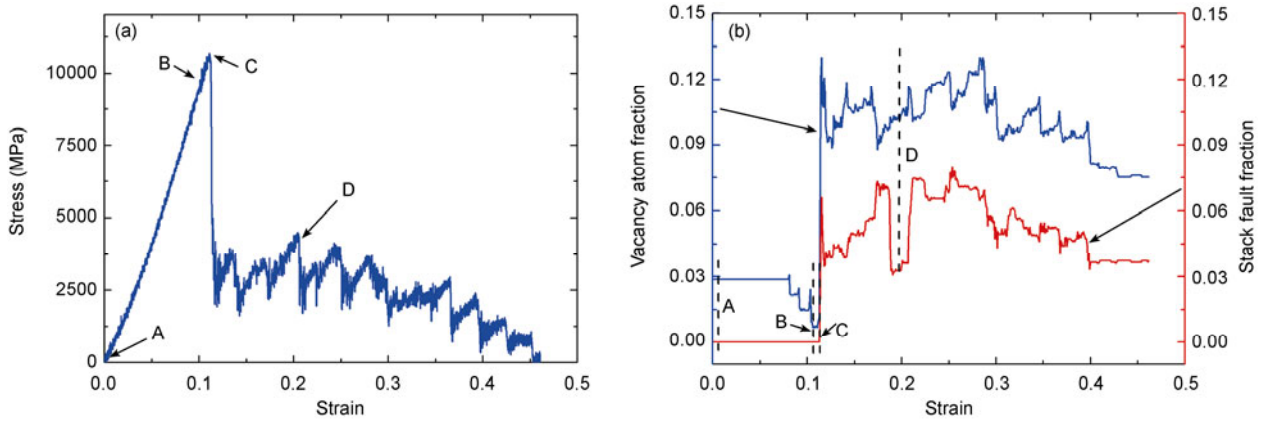 (a)
10000
7500
5000
2500
0
Stress (MPa)
B
C
D
A
0.0 0.1 0.2 0.3 0.4 0.5
Strain
(b)
0.15
0.12
0.09
0.06
0.03
0.00
Vacancy atom fraction
A
B
C
D
0.15
0.12
0.09
0.06
0.03
0.00
Stack fault fraction
0.0 0.1 0.2 0.3 0.4 0.5
Strain